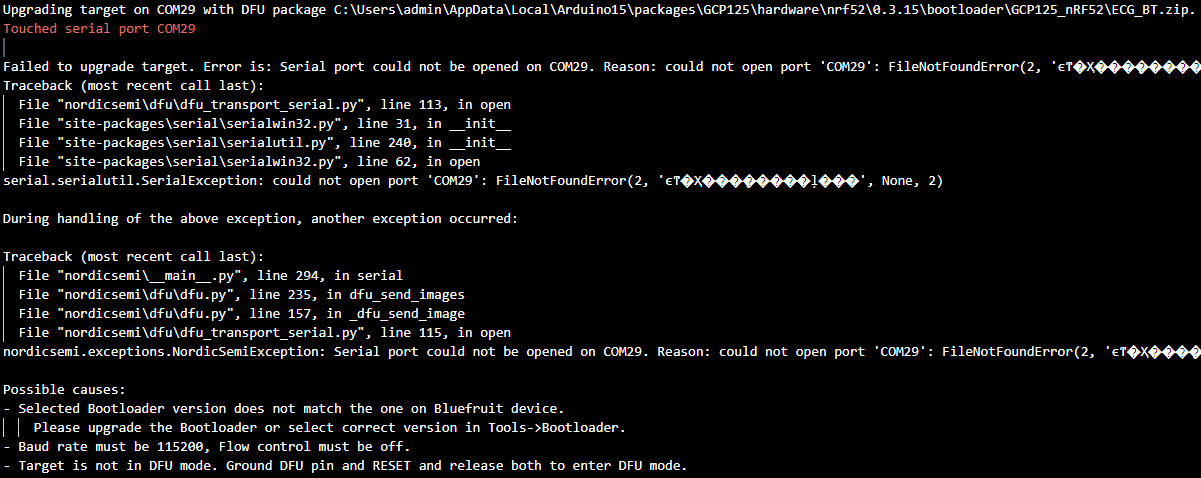 Upgrading target on COM29 with DFU package C:\Users\admin\AppData\Local\Arduino15\packages\GCP125\hardware\nrf52\0.3.15\bootloader\GCP125_nRF52\ECG_BT.zip.
Touched serial port COM29
Failed to upgrade target. Error is: Serial port could not be opened on COM29. Reason: could not open port 'COM29': FileNotFoundError(2, '
Traceback (most recent call last):
File "nordicsemi\dfu\dfu_transport_serial.py", line 113, in open
File "site-packages\serial\serialwin32.py", line 31, in __init__
File "site-packages\serial\serialutil.py", line 240, in __init__
File "site-packages\serial\serialwin32.py", line 62, in open
serial.serialutil.SerialException: could not open port 'COM29': FileNotFoundError(2, ' ', None, 2)
During handling of the above exception, another exception occurred:
Traceback (most recent call last):
File "nordicsemi\__main__.py", line 294, in serial
File "nordicsemi\dfu\dfu.py", line 235, in dfu_send_images
File "nordicsemi\dfu\dfu.py", line 157, in _dfu_send_image
File "nordicsemi\dfu\dfu_transport_serial.py", line 115, in open
nordicsemi.exceptions.NordicSemiException: Serial port could not be opened on COM29. Reason: could not open port 'COM29': FileNotFoundError(2, '
Possible causes:
- Selected Bootloader version does not match the one on Bluefruit device.
Please upgrade the Bootloader or select correct version in Tools->Bootloader.
- Baud rate must be 115200, Flow control must be off.
- Target is not in DFU mode. Ground DFU pin and RESET and release both to enter DFU mode.